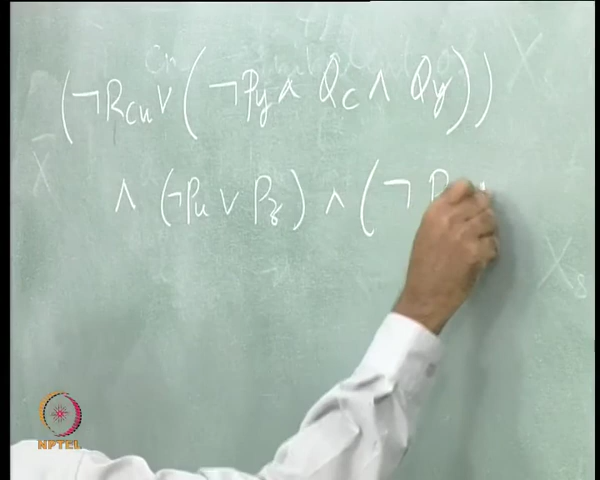 (¬Rcu ∨ (¬Py ∧ Qc ∧ Qy))
∧ (¬Pu ∨ Pz) ∧ (¬ P
NPTEL